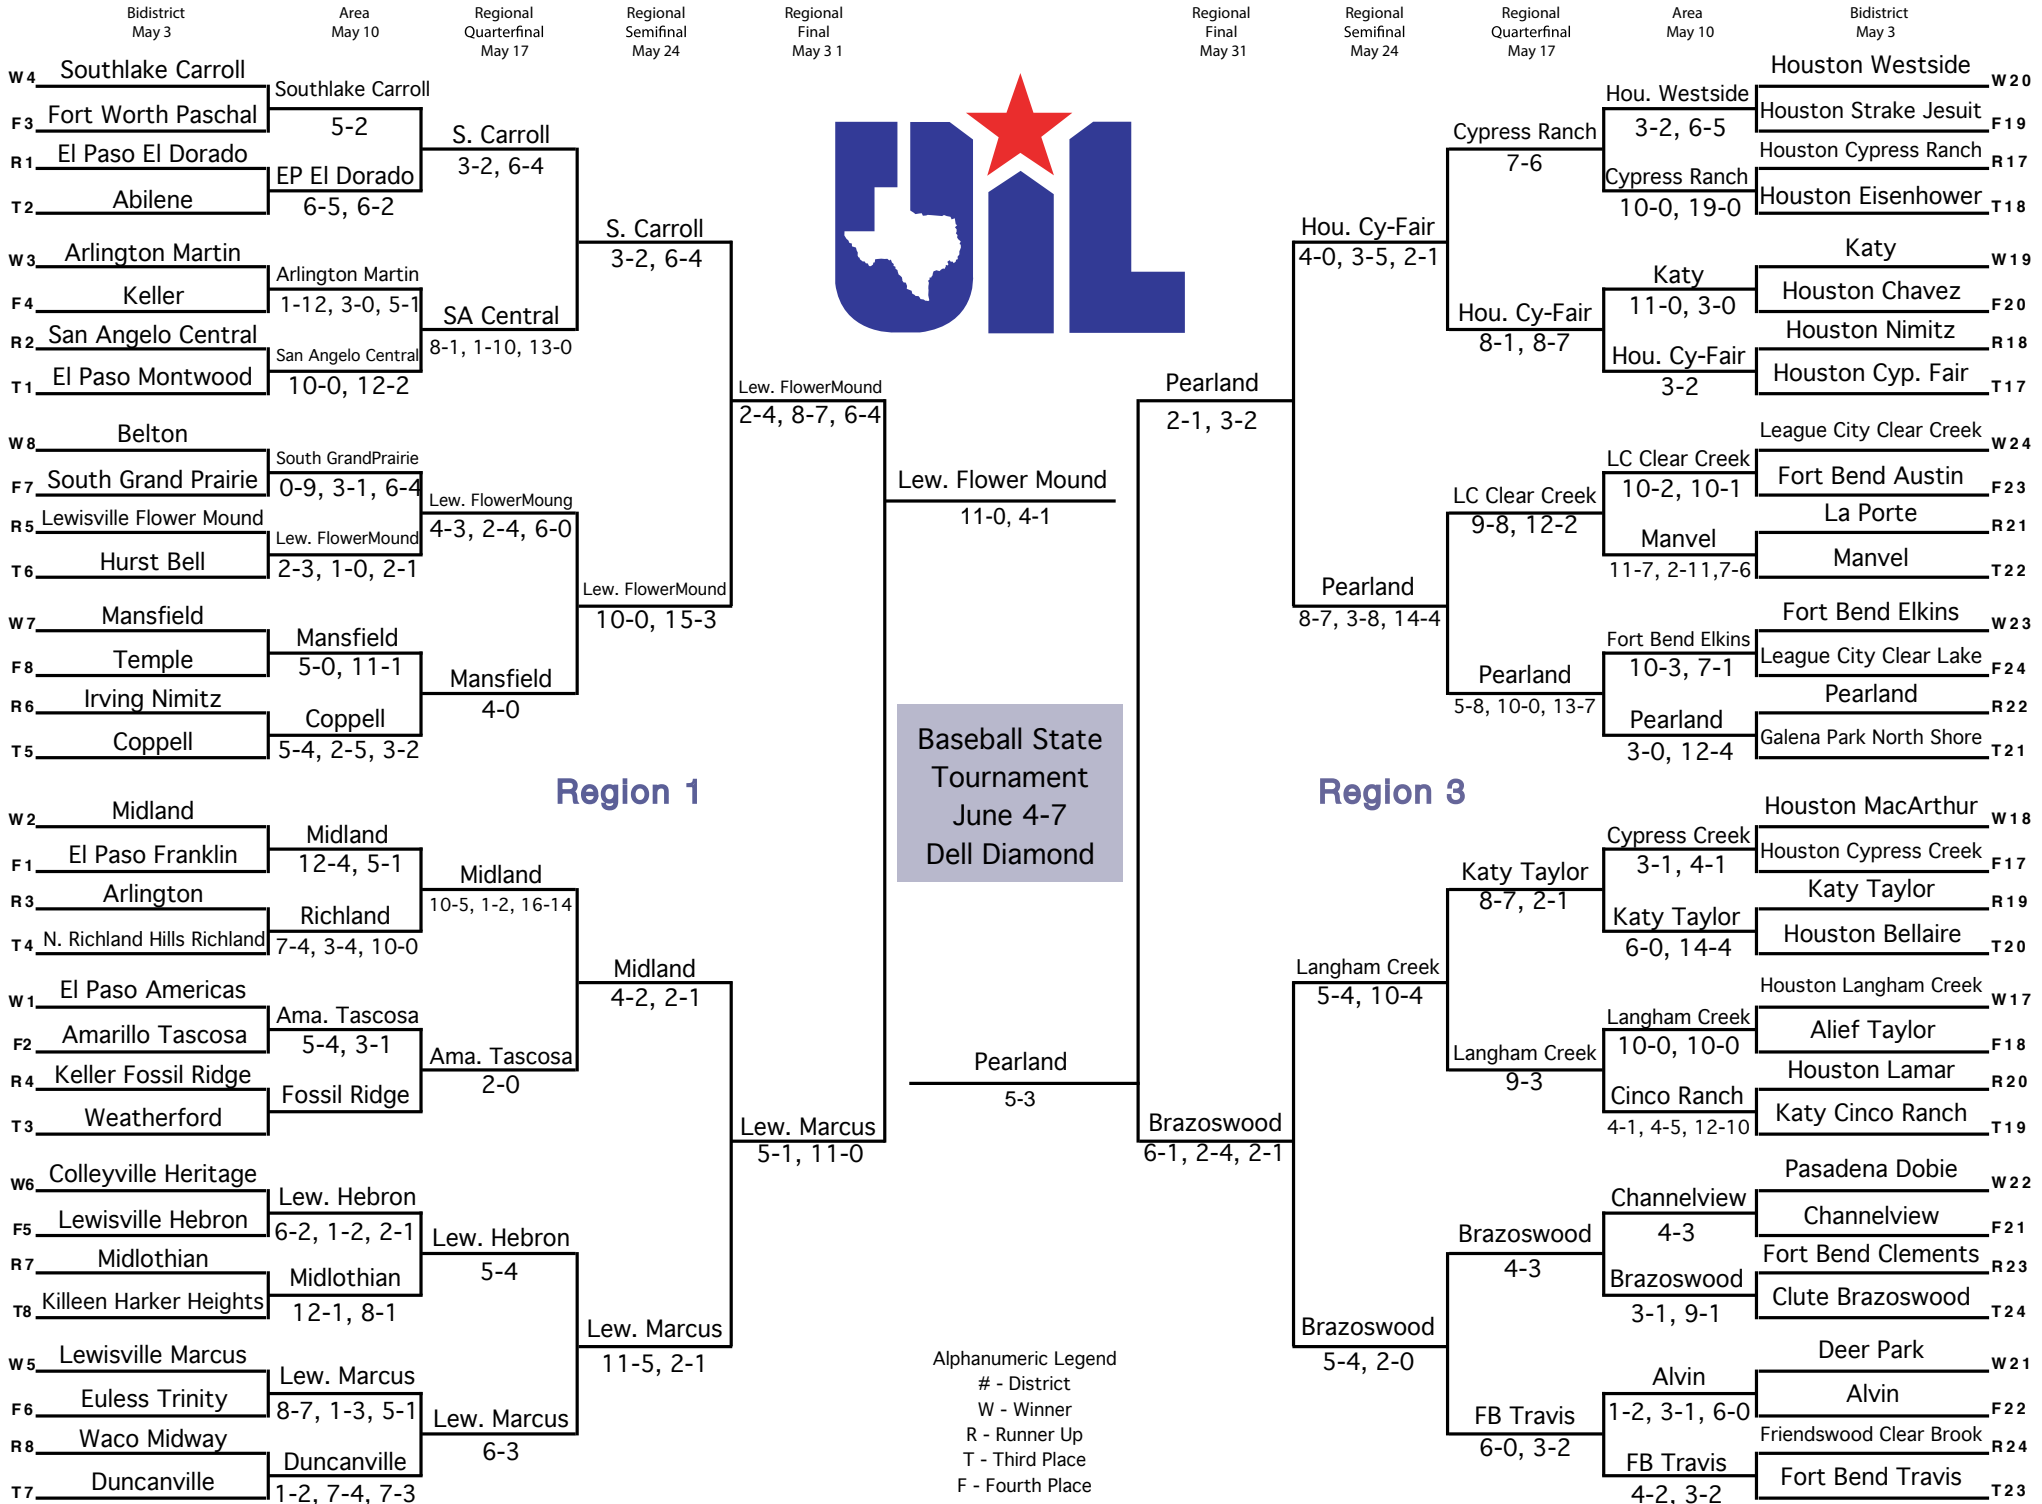 Bidistrict
May 3
Area
May 10
Regional
Quarterfinal
May 17
Regional
Semifinal
May 24
Regional
Final
May 3 1
Regional
Final
May 31
Regional
Semifinal
May 24
Regional
Quarterfinal
May 17
Area
May 10
Bidistrict
May 3
W4 Southlake Carroll
F3 Fort Worth Paschal
R1 El Paso El Dorado
T2 Abilene
W3 Arlington Martin
F4 Keller
R2 San Angelo Central
T1 El Paso Montwood
W8 Belton
F7 South Grand Prairie
R5 Lewisville Flower Mound
T6 Hurst Bell
W7 Mansfield
F8 Temple
R6 Irving Nimitz
T5 Coppell
W2 Midland
F1 El Paso Franklin
R3 Arlington
T4 N. Richland Hills Richland
W1 El Paso Americas
F2 Amarillo Tascosa
R4 Keller Fossil Ridge
T3 Weatherford
W6 Colleyville Heritage
F5 Lewisville Hebron
R7 Midlothian
T8 Killeen Harker Heights
W5 Lewisville Marcus
F6 Euless Trinity
R8 Waco Midway
T7 Duncanville
Southlake Carroll
5-2
EP El Dorado
6-5, 6-2
Arlington Martin
1-12, 3-0, 5-1
San Angelo Central
10-0, 12-2
South GrandPrairie
0-9, 3-1, 6-4
Lew. FlowerMound
2-3, 1-0, 2-1
Mansfield
5-0, 11-1
Coppell
5-4, 2-5, 3-2
Midland
12-4, 5-1
Richland
7-4, 3-4, 10-0
Ama. Tascosa
5-4, 3-1
Fossil Ridge
Lew. Hebron
6-2, 1-2, 2-1
Midlothian
12-1, 8-1
Lew. Marcus
8-7, 1-3, 5-1
Duncanville
1-2, 7-4, 7-3
S. Carroll
3-2, 6-4
SA Central
8-1, 1-10, 13-0
Lew. FlowerMoung
4-3, 2-4, 6-0
Mansfield
4-0
Midland
10-5, 1-2, 16-14
Ama. Tascosa
2-0
Lew. Hebron
5-4
Lew. Marcus
6-3
S. Carroll
3-2, 6-4
Lew. FlowerMound
10-0, 15-3
Midland
4-2, 2-1
Lew. Marcus
11-5, 2-1
Lew. FlowerMound
2-4, 8-7, 6-4
Lew. Marcus
5-1, 11-0
Region 1
UIL
Lew. Flower Mound
11-0, 4-1
Baseball State
Tournament
June 4-7
Dell Diamond
Pearland
5-3
Alphanumeric Legend
# - District
W - Winner
R - Runner Up
T - Third Place
F - Fourth Place
Region 3
Pearland
2-1, 3-2
Brazoswood
6-1, 2-4, 2-1
Hou. Cy-Fair
4-0, 3-5, 2-1
Pearland
8-7, 3-8, 14-4
Langham Creek
5-4, 10-4
Brazoswood
5-4, 2-0
Cypress Ranch
7-6
Hou. Cy-Fair
8-1, 8-7
LC Clear Creek
9-8, 12-2
Pearland
5-8, 10-0, 13-7
Katy Taylor
8-7, 2-1
Langham Creek
9-3
Brazoswood
4-3
FB Travis
6-0, 3-2
Hou. Westside
3-2, 6-5
Cypress Ranch
10-0, 19-0
Katy
11-0, 3-0
Hou. Cy-Fair
3-2
LC Clear Creek
10-2, 10-1
Manvel
11-7, 2-11,7-6
Fort Bend Elkins
10-3, 7-1
Pearland
3-0, 12-4
Cypress Creek
3-1, 4-1
Katy Taylor
6-0, 14-4
Langham Creek
10-0, 10-0
Cinco Ranch
4-1, 4-5, 12-10
Channelview
4-3
Brazoswood
3-1, 9-1
Alvin
1-2, 3-1, 6-0
FB Travis
4-2, 3-2
Houston Westside W20
Houston Strake Jesuit F19
Houston Cypress Ranch R17
Houston Eisenhower T18
Katy W19
Houston Chavez F20
Houston Nimitz R18
Houston Cyp. Fair T17
League City Clear Creek W24
Fort Bend Austin F23
La Porte R21
Manvel T22
Fort Bend Elkins W23
League City Clear Lake F24
Pearland R22
Galena Park North Shore T21
Houston MacArthur W18
Houston Cypress Creek F17
Katy Taylor R19
Houston Bellaire T20
Houston Langham Creek W17
Alief Taylor F18
Houston Lamar R20
Katy Cinco Ranch T19
Pasadena Dobie W22
Channelview F21
Fort Bend Clements R23
Clute Brazoswood T24
Deer Park W21
Alvin F22
Friendswood Clear Brook R24
Fort Bend Travis T23